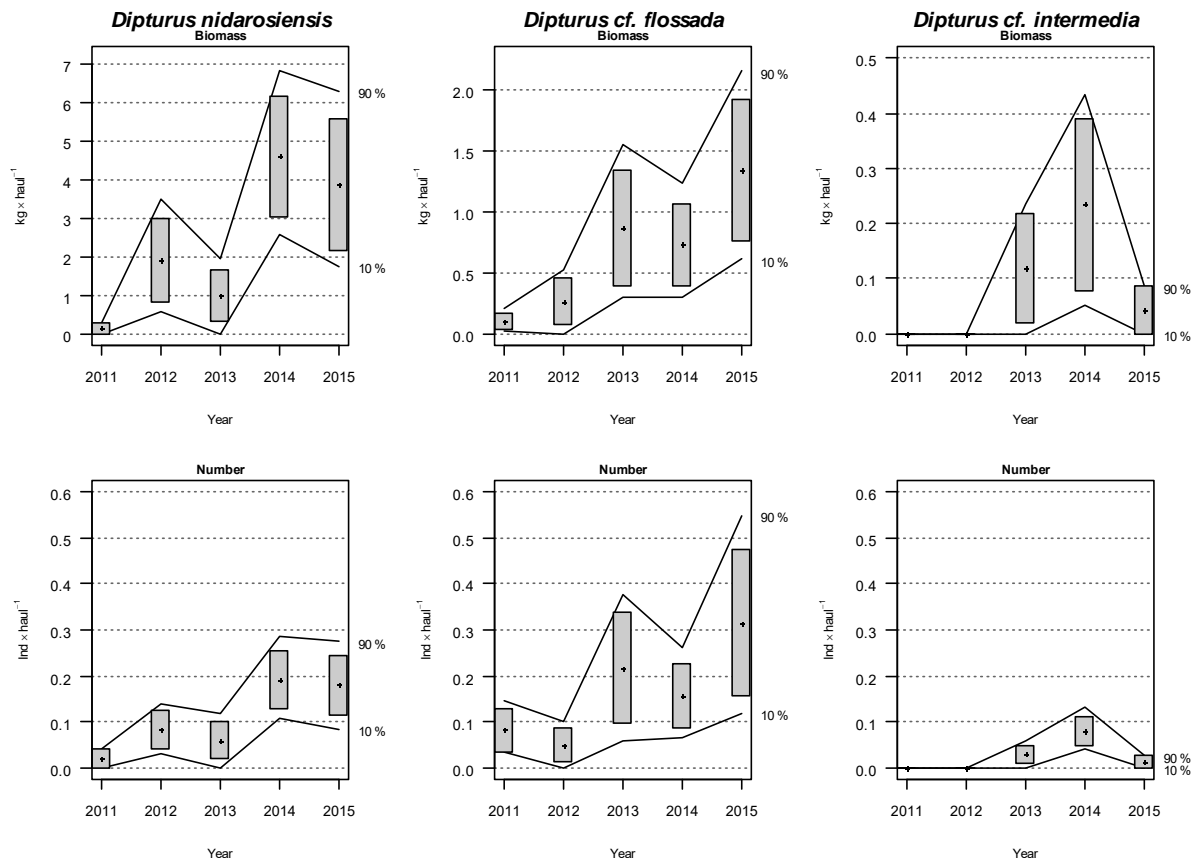 Dipturus nidarosiensis
Biomass
7
6
5
4
3
2
1
0
kg × haul⁻¹
90 %
10 %
2011 2012 2013 2014 2015
Year
Dipturus cf. flossada
Biomass
2.0
1.5
1.0
0.5
0.0
kg × haul⁻¹
90 %
10 %
2011 2012 2013 2014 2015
Year
Dipturus cf. intermedia
Biomass
0.5
0.4
0.3
0.2
0.1
0.0
kg × haul⁻¹
90 %
10 %
2011 2012 2013 2014 2015
Year
Number
0.6
0.5
0.4
0.3
0.2
0.1
0.0
Ind × haul⁻¹
90 %
10 %
2011 2012 2013 2014 2015
Year
Number
0.6
0.5
0.4
0.3
0.2
0.1
0.0
Ind × haul⁻¹
90 %
10 %
2011 2012 2013 2014 2015
Year
Number
0.6
0.5
0.4
0.3
0.2
0.1
0.0
Ind × haul⁻¹
90 %
10 %
2011 2012 2013 2014 2015
Year